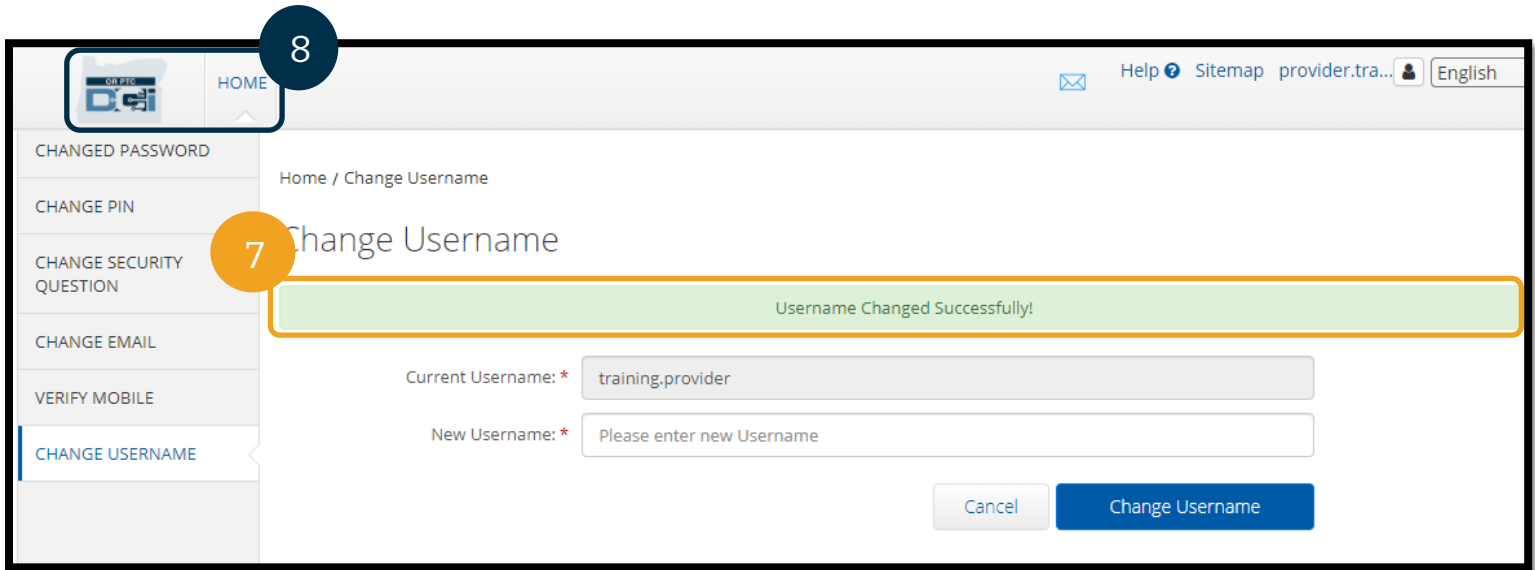 8
OR PTC
DCI
HOME
Help ? Sitemap provider.tra... English
CHANGED PASSWORD
CHANGE PIN
CHANGE SECURITY
QUESTION
CHANGE EMAIL
VERIFY MOBILE
CHANGE USERNAME
Home / Change Username
Change Username
7
Username Changed Successfully!
Current Username: * training.provider
New Username: * Please enter new Username
Cancel Change Username